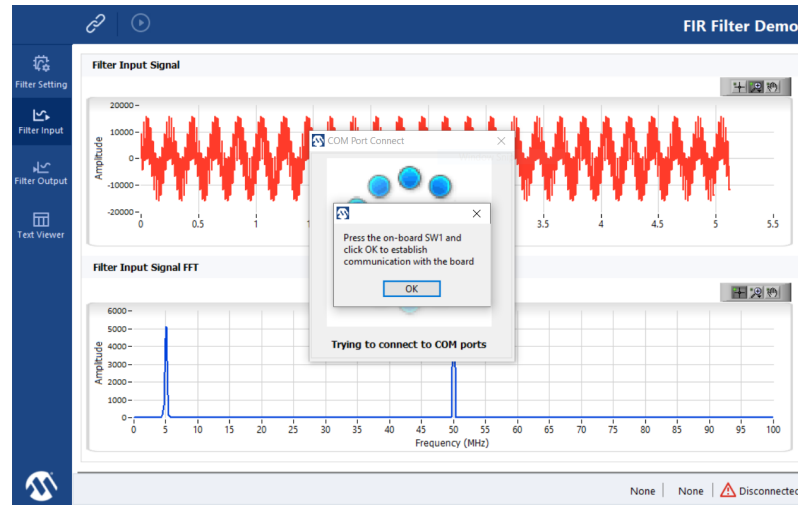 FIR Filter Demo
Filter Setting
Filter Input
Filter Output
Text Viewer
Filter Input Signal
20000
10000
0
-10000
-20000
Amplitude
0
0.5
1
3.5
4
4.5
5
5.5
COM Port Connect
Press the on-board SW1 and
click OK to establish
communication with the board
OK
Trying to connect to COM ports
Filter Input Signal FFT
6000
5000
4000
3000
2000
1000
0
Amplitude
0 5 10 15 20 25 30 35 40 45 50 55 60 65 70 75 80 85 90 95 100
Frequency (MHz)
None
None
Disconnected